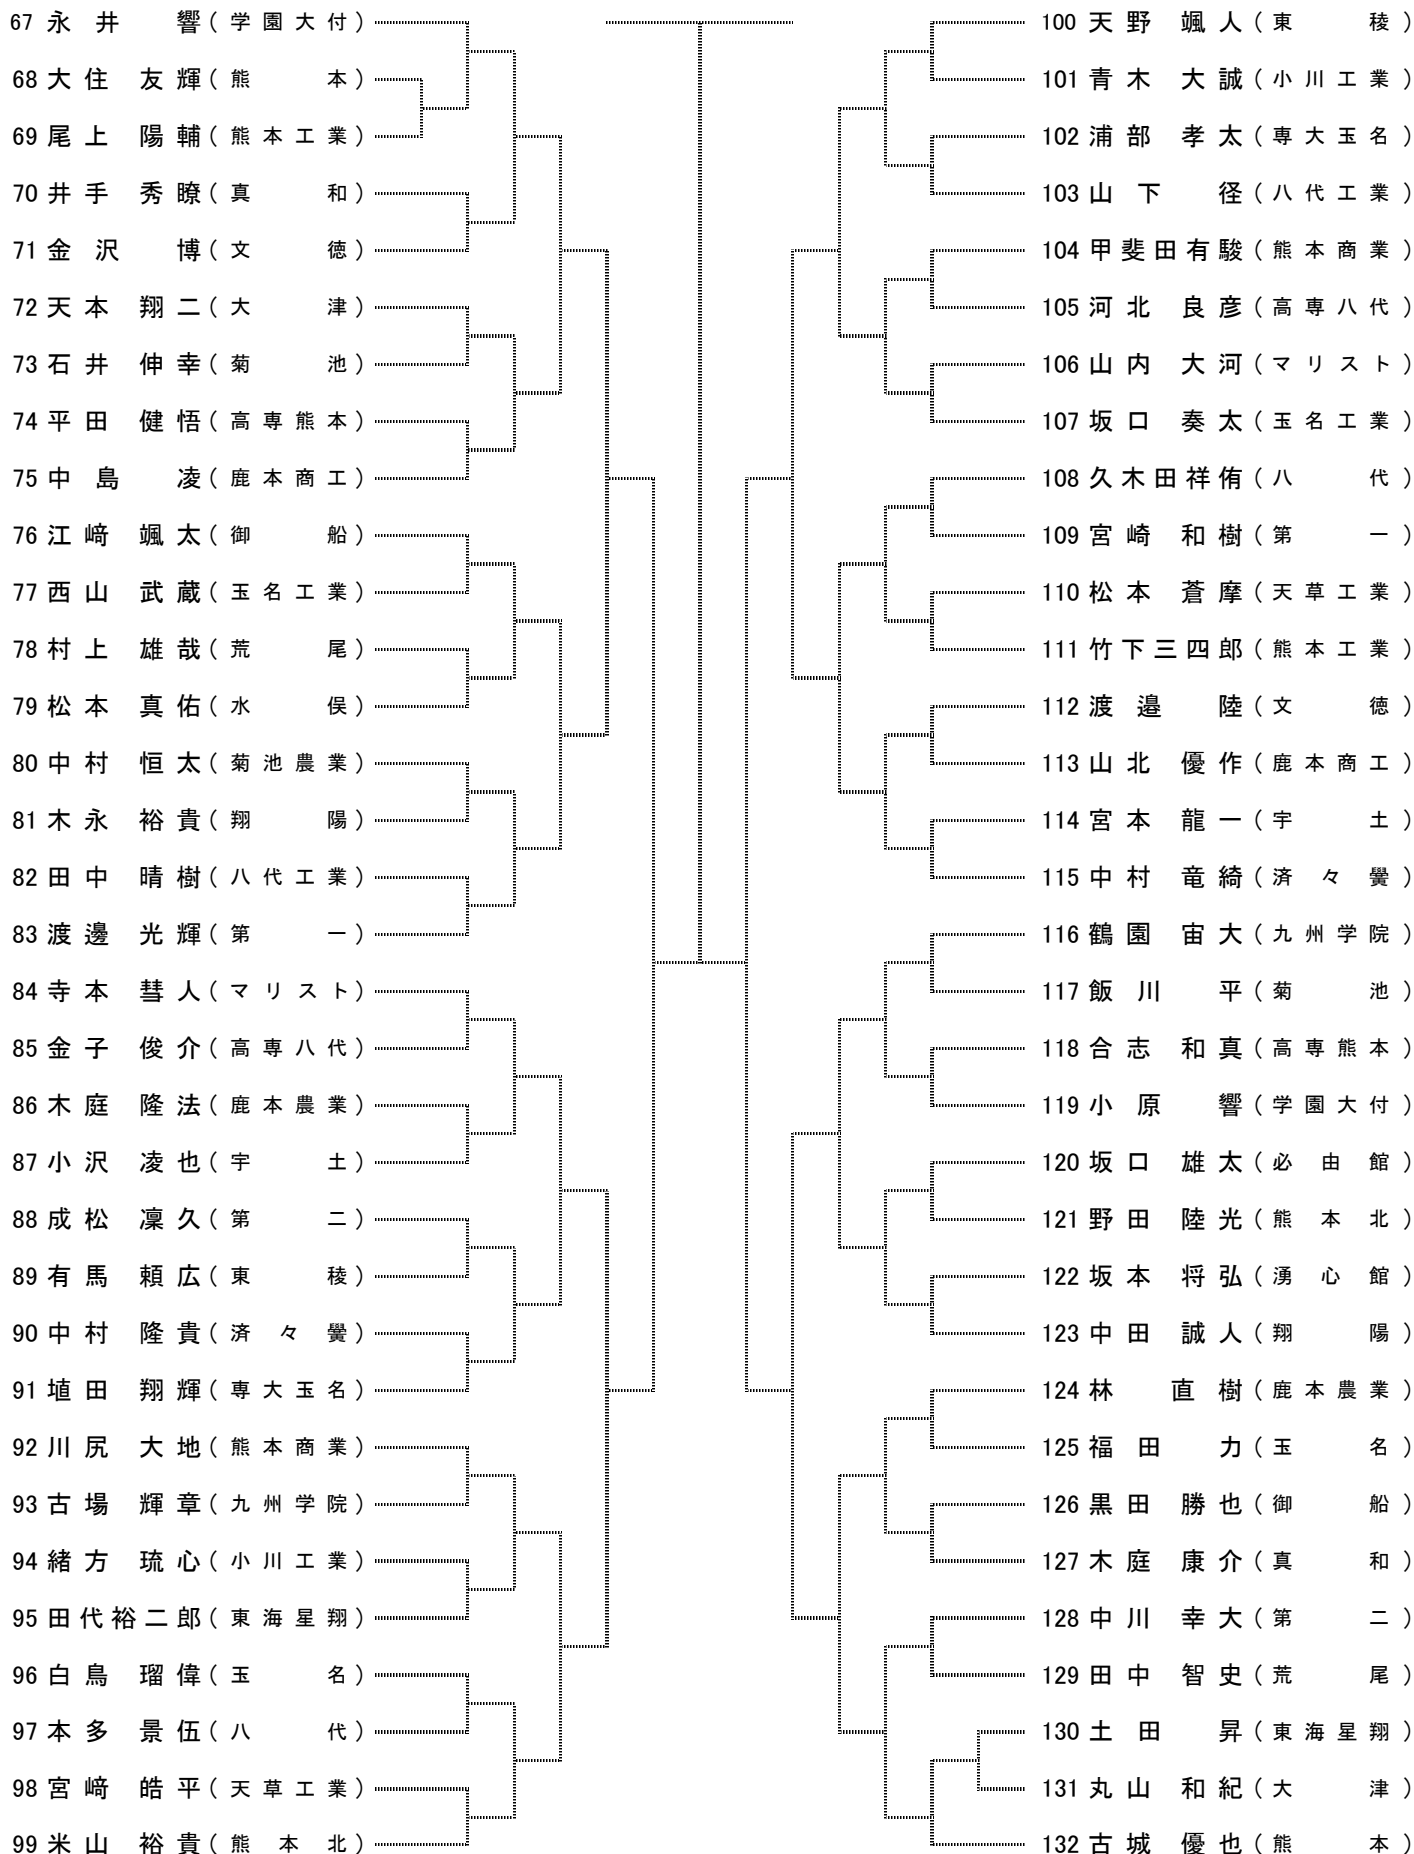 67 永井 響(学園大付)
68 大住 友輝(熊 本)
69 尾上 陽輔(熊本工業)
70 井手 秀瞭(真 和)
71 金沢 博(文 徳)
72 天本 翔二(大 津)
73 石井 伸幸(菊 池)
74 平田 健悟(高専熊本)
75 中島 凌(鹿本商工)
76 江﨑 颯太(御 船)
77 西山 武蔵(玉名工業)
78 村上 雄哉(荒 尾)
79 松本 真佑(水 俣)
80 中村 恒太(菊池農業)
81 木永 裕貴(翔 陽)
82 田中 晴樹(八代工業)
83 渡邊 光輝(第 一)
84 寺本 彗人(マリスト)
85 金子 俊介(高専八代)
86 木庭 隆法(鹿本農業)
87 小沢 凌也(宇 土)
88 成松 凜久(第 二)
89 有馬 頼広(東 稜)
90 中村 隆貴(済々黌)
91 埴田 翔輝(専大玉名)
92 川尻 大地(熊本商業)
93 古場 輝章(九州学院)
94 緒方 琉心(小川工業)
95 田代裕二郎(東海星翔)
96 白鳥 瑠偉(玉 名)
97 本多 景伍(八 代)
98 宮﨑 皓平(天草工業)
99 米山 裕貴(熊本北)
100 天野 颯人(東 稜)
101 青木 大誠(小川工業)
102 浦部 孝太(専大玉名)
103 山下 径(八代工業)
104 甲斐田有駿(熊本商業)
105 河北 良彦(高専八代)
106 山内 大河(マリスト)
107 坂口 奏太(玉名工業)
108 久木田祥侑(八 代)
109 宮崎 和樹(第 一)
110 松本 蒼摩(天草工業)
111 竹下三四郎(熊本工業)
112 渡邉 陸(文 徳)
113 山北 優作(鹿本商工)
114 宮本 龍一(宇 土)
115 中村 竜綺(済々黌)
116 鶴園 宙大(九州学院)
117 飯川 平(菊 池)
118 合志 和真(高専熊本)
119 小原 響(学園大付)
120 坂口 雄太(必由館)
121 野田 陸光(熊本北)
122 坂本 将弘(湧心館)
123 中田 誠人(翔 陽)
124 林 直樹(鹿本農業)
125 福田 力(玉 名)
126 黒田 勝也(御 船)
127 木庭 康介(真 和)
128 中川 幸大(第 二)
129 田中 智史(荒 尾)
130 土田 昇(東海星翔)
131 丸山 和紀(大 津)
132 古城 優也(熊 本)